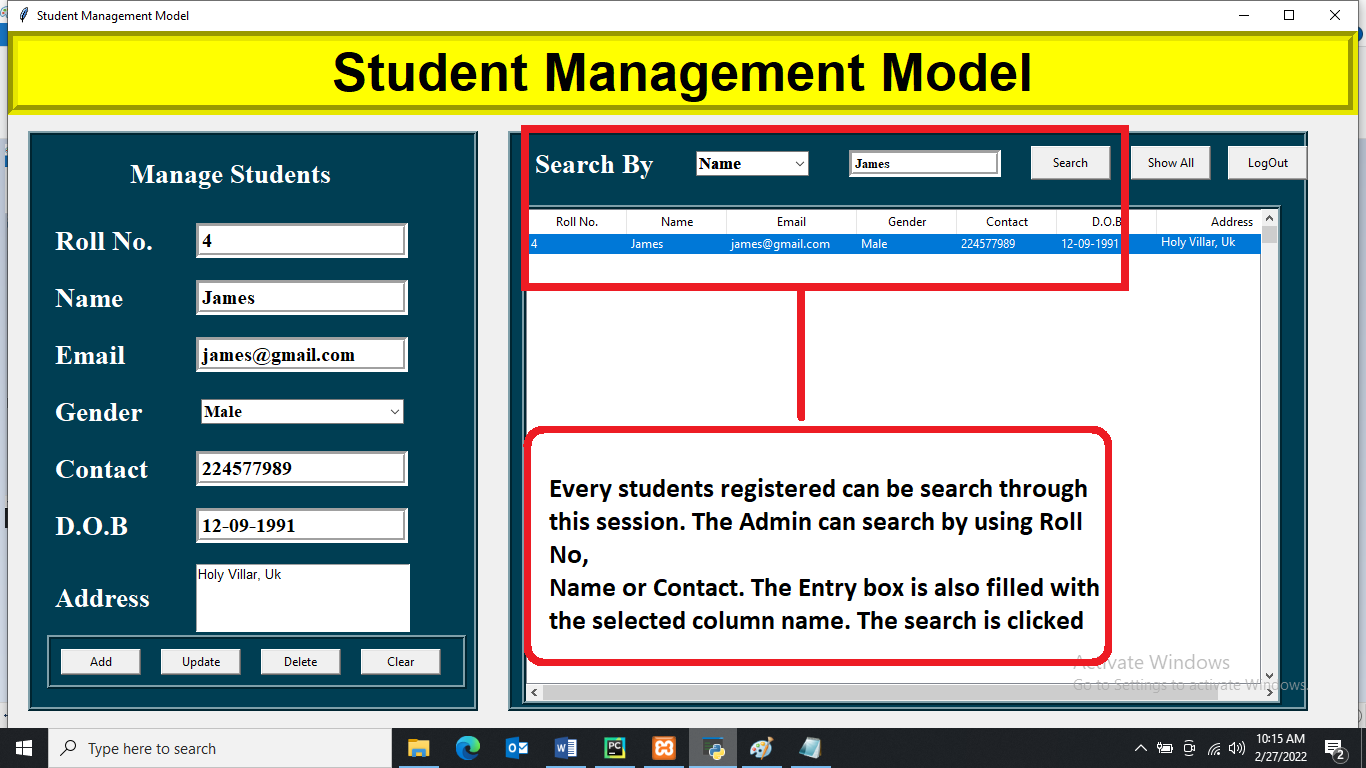 Student Management Model
Student Management Model
Manage Students
Roll No.
4
Name
James
Email
james@gmail.com
Gender
Male
Contact
224577989
D.O.B
12-09-1991
Address
Holy Villar, Uk
Add Update Delete Clear
Search By Name James Search Show All LogOut
Roll No. Name Email Gender Contact D.O.B Address
4 James james@gmail.com Male 224577989 12-09-1991 Holy Villar, Uk
Every students registered can be search through
this session. The Admin can search by using Roll
No,
Name or Contact. The Entry box is also filled with
the selected column name. The search is clicked
Activate Windows
Go to Settings to activate Windows.
Type here to search
10:15 AM
2/27/2022
2